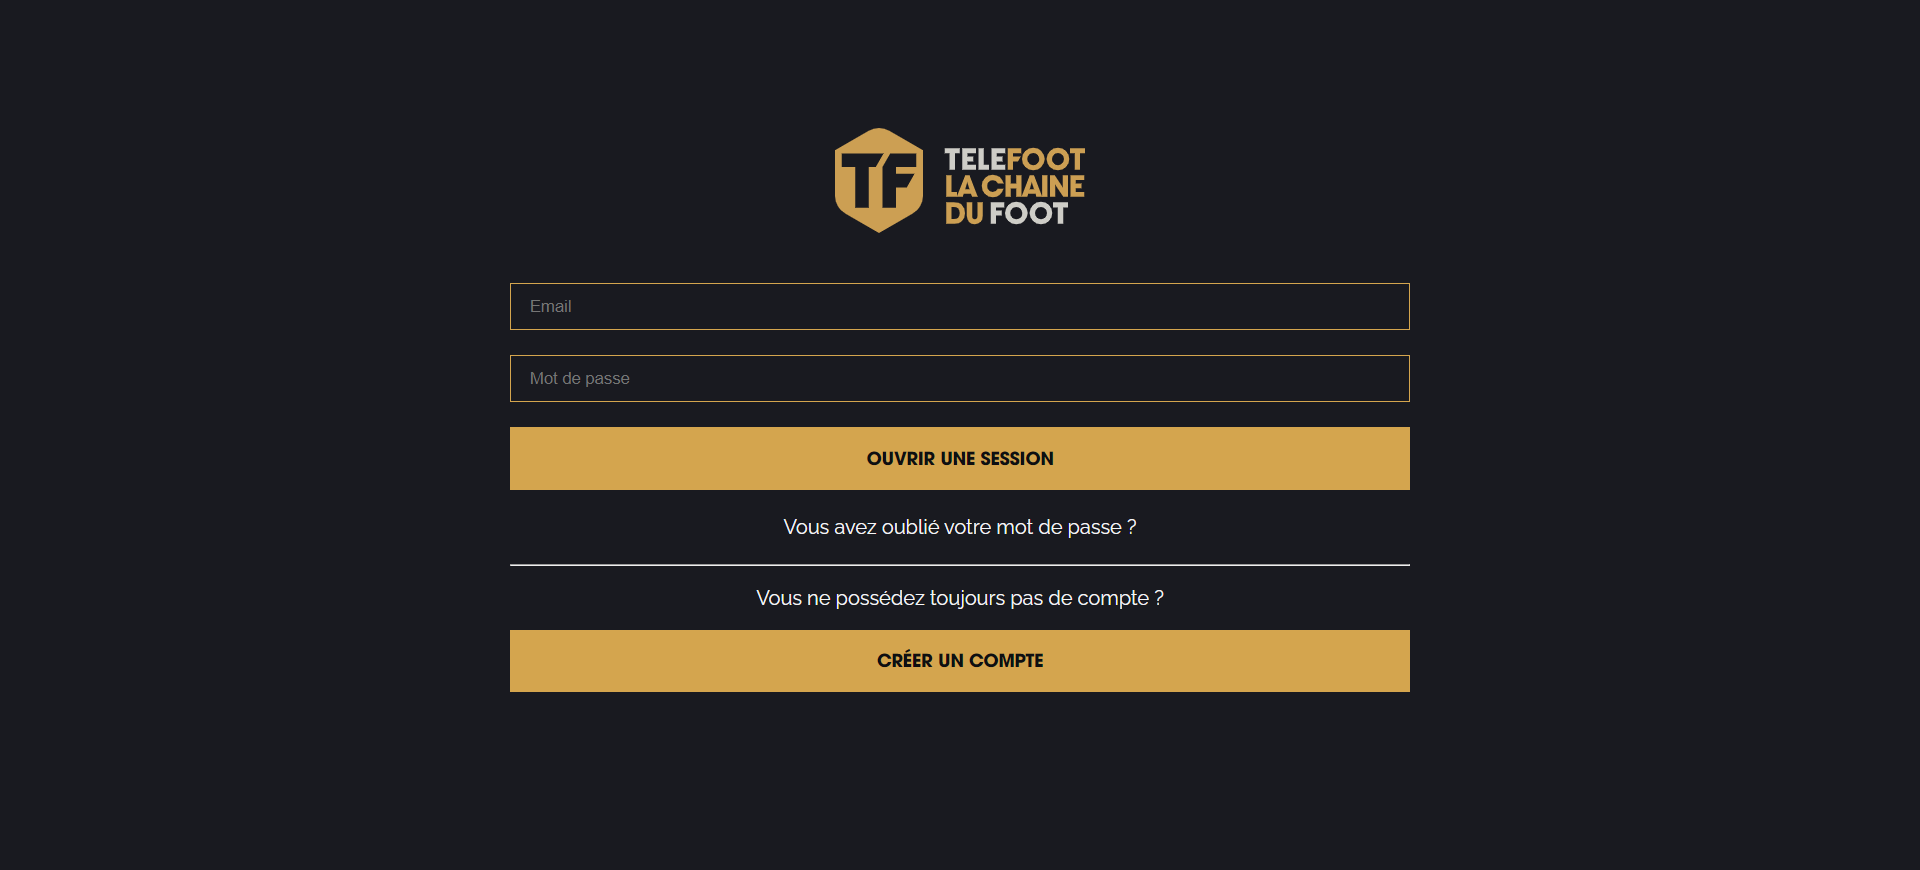 TF
TELEFOOT
LA CHAINE
DU FOOT
Email
Mot de passe
OUVRIR UNE SESSION
Vous avez oublié votre mot de passe ?
Vous ne possédez toujours pas de compte ?
CRÉER UN COMPTE